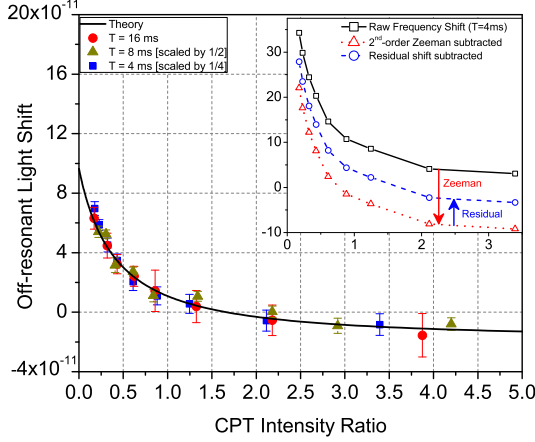 20x10⁻¹¹
16
12
8
4
0
-4x10⁻¹¹
Off-resonant Light Shift
0.0 0.5 1.0 1.5 2.0 2.5 3.0 3.5 4.0 4.5 5.0
CPT Intensity Ratio
Theory
T = 16 ms
T = 8 ms [scaled by 1/2]
T = 4 ms [scaled by 1/4]
Raw Frequency Shift (T=4ms)
2ⁿᵈ-order Zeeman subtracted
Residual shift subtracted
30
20
10
0
-10
Zeeman
Residual
0 1 2 3